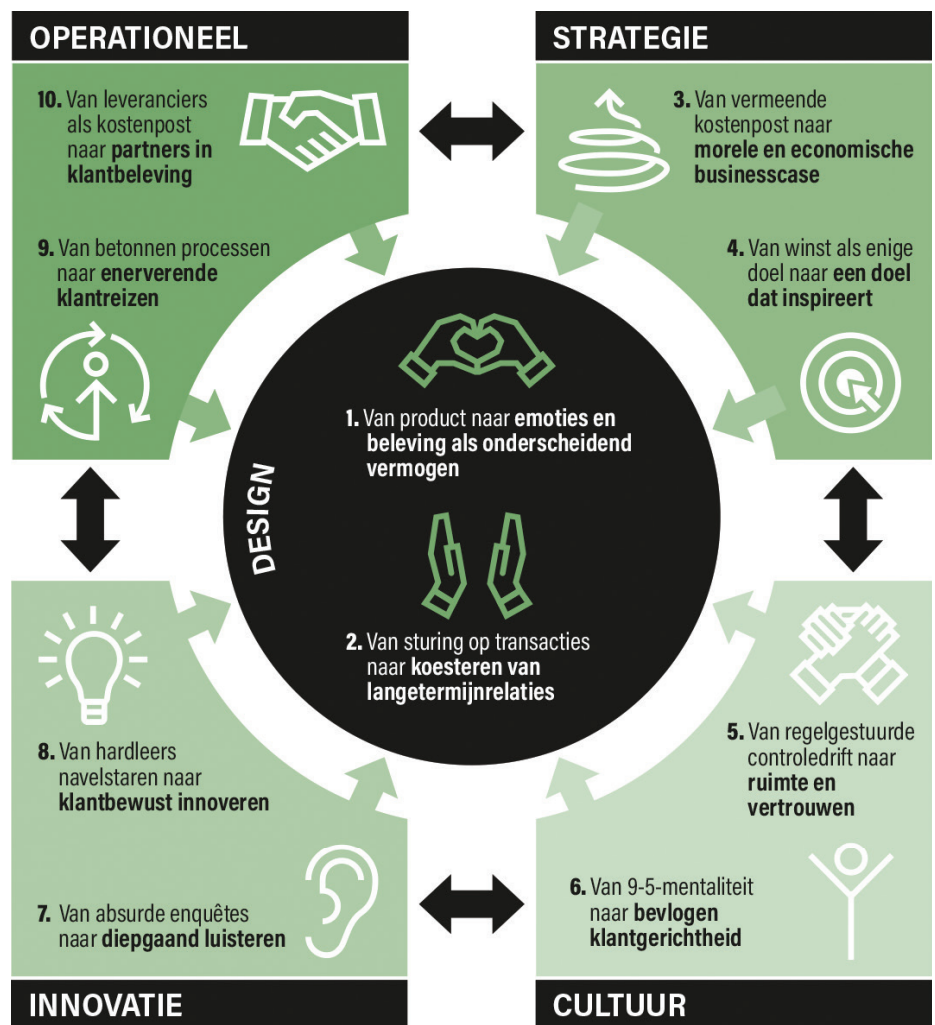 OPERATIONEEL
10. Van leveranciers
als kostenpost
naar partners in
klantbeleving
9. Van betonnen processen
naar enerverende
klantreizen
STRATEGIE
3. Van vermeende
kostenpost naar
morele en economische
businesscase
4. Van winst als enige
doel naar een doel
dat inspireert
DESIGN
1. Van product naar emoties en
beleving als onderscheidend
vermogen
2. Van sturing op transacties
naar koesteren van
langetermijnrelaties
8. Van hardleers
navelstaren naar
klantbewust innoveren
7. Van absurde enquêtes
naar diepgaand luisteren
INNOVATIE
5. Van regelgestuurde
controledrift naar
ruimte en
vertrouwen
6. Van 9-5-mentaliteit
naar bevlogen
klantgerichtheid
CULTUUR